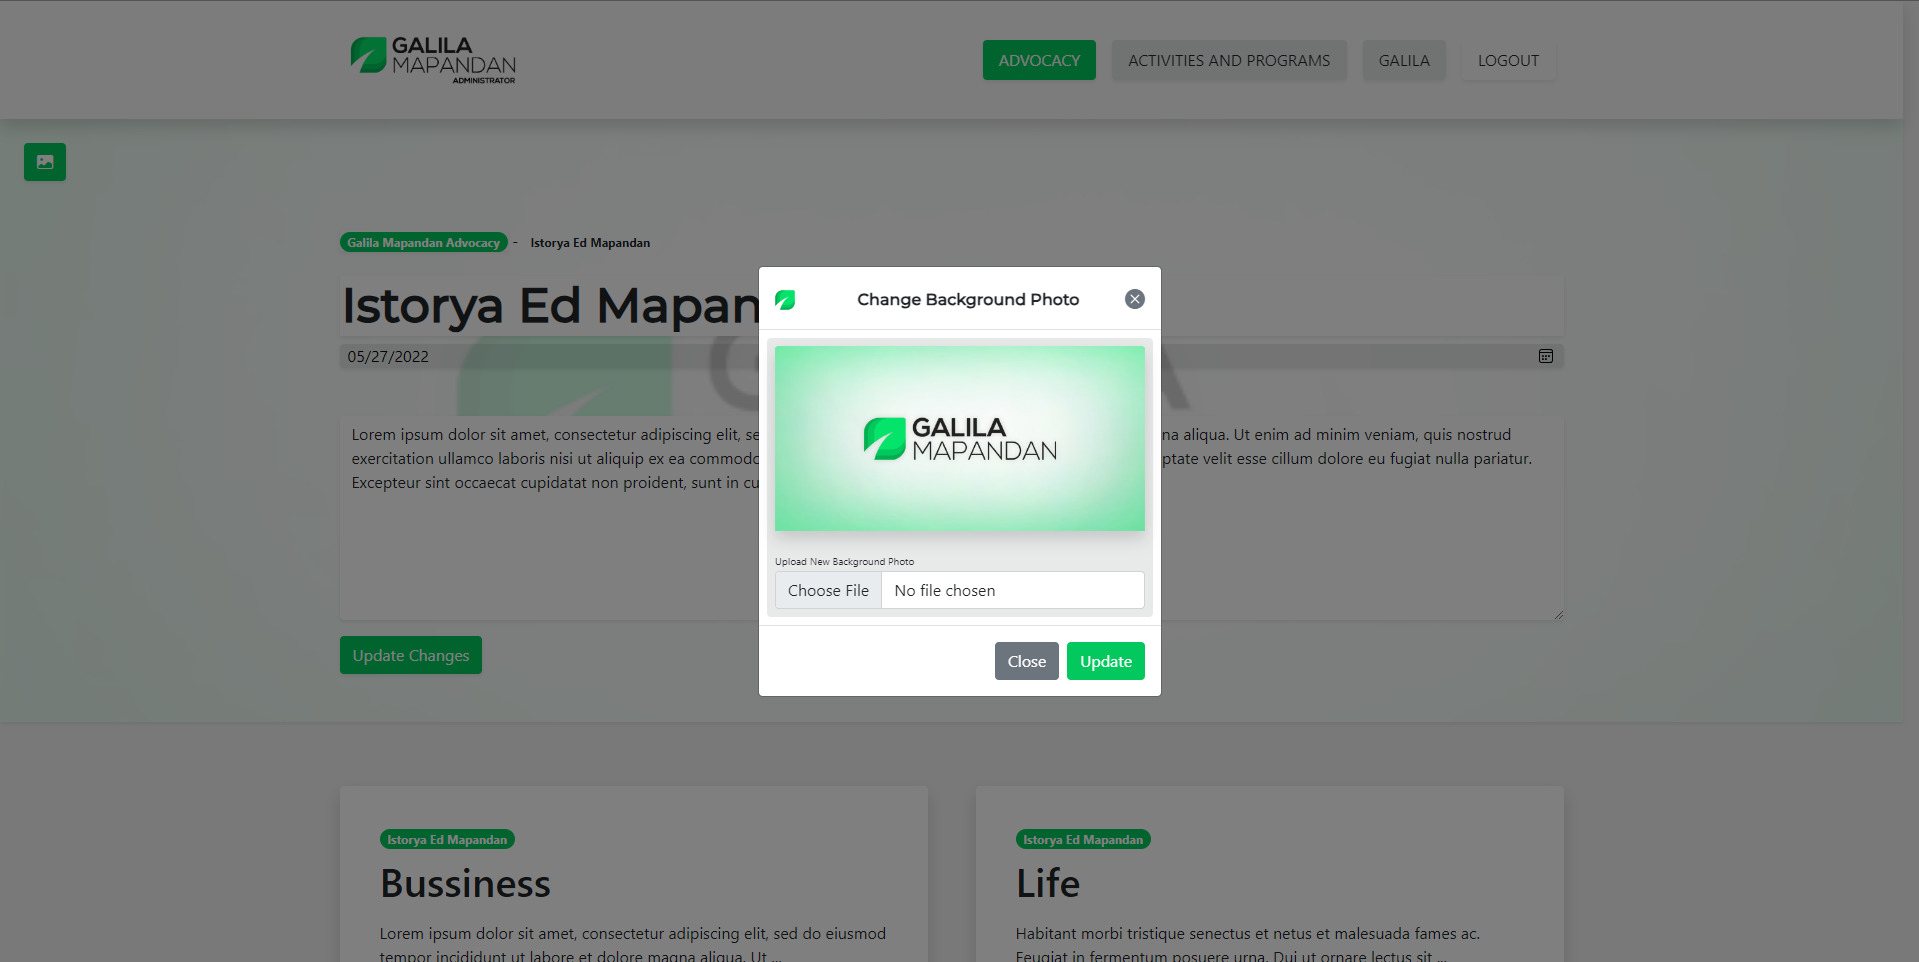 GALILA
MAPANDAN
ADMINISTRATOR
ADVOCACY
ACTIVITIES AND PROGRAMS
GALILA
LOGOUT
Galila Mapandan Advocacy - Istorya Ed Mapandan
Istorya Ed Mapan
05/27/2022
G
A
Lorem ipsum dolor sit amet, consectetur adipiscing elit, se
na aliqua. Ut enim ad minim veniam, quis nostrud
exercitation ullamco laboris nisi ut aliquip ex ea commodo
ptate velit esse cillum dolore eu fugiat nulla pariatur.
Excepteur sint occaecat cupidatat non proident, sunt in cu
Update Changes
Change Background Photo
GALILA
MAPANDAN
Upload New Background Photo
Choose File No file chosen
Close
Update
Istorya Ed Mapandan
Bussiness
Lorem ipsum dolor sit amet, consectetur adipiscing elit, sed do eiusmod
tempor incididunt ut labore et dolore magna aliqua. Ut ...
Istorya Ed Mapandan
Life
Habitant morbi tristique senectus et netus et malesuada fames ac.
Feugiat in fermentum posuere urna. Dui ut ornare lectus sit ...